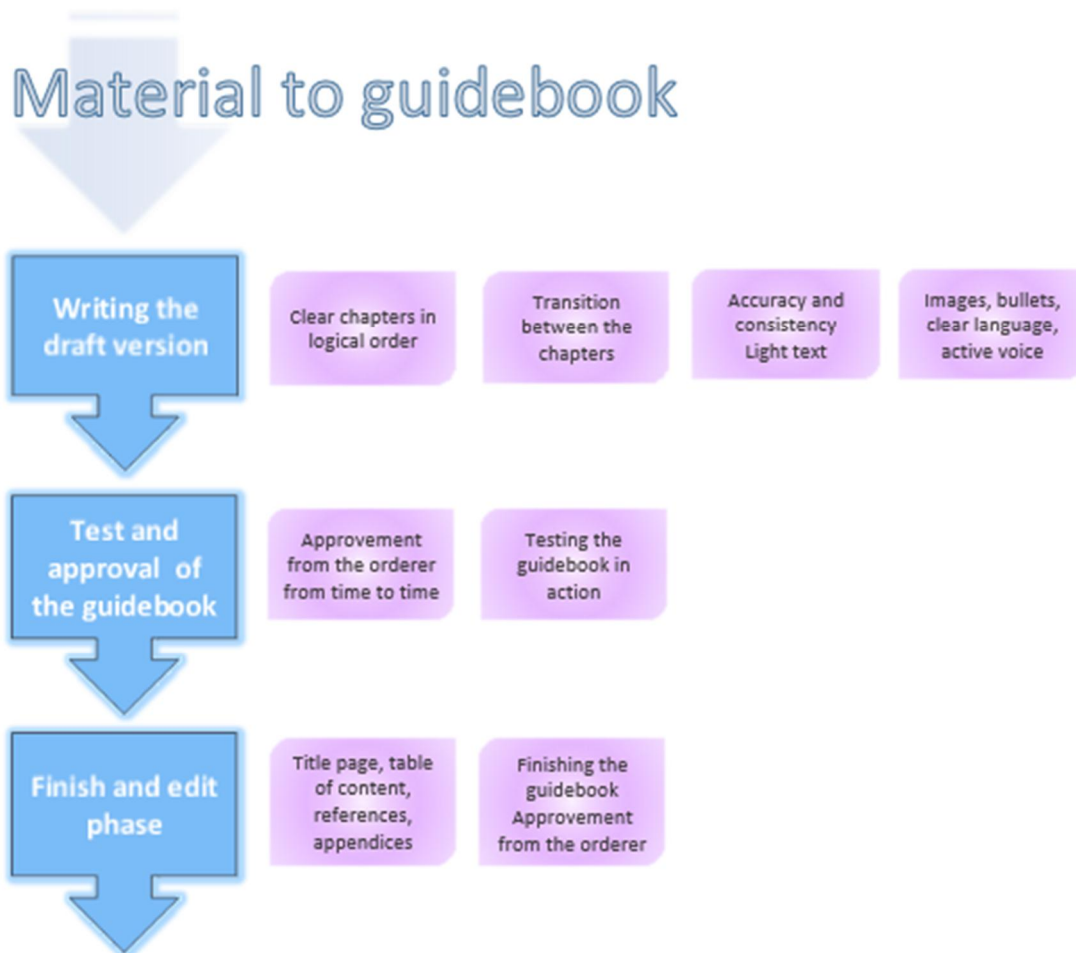 Material to guidebook
Writing the
draft version
Clear chapters in
logical order
Transition
between the
chapters
Accuracy and
consistency
Light text
Images, bullets,
clear language,
active voice
Test and
approval of
the guidebook
Approvement
from the orderer
from time to time
Testing the
guidebook in
action
Finish and edit
phase
Title page, table
of content,
references,
appendices
Finishing the
guidebook
Approvement
from the orderer